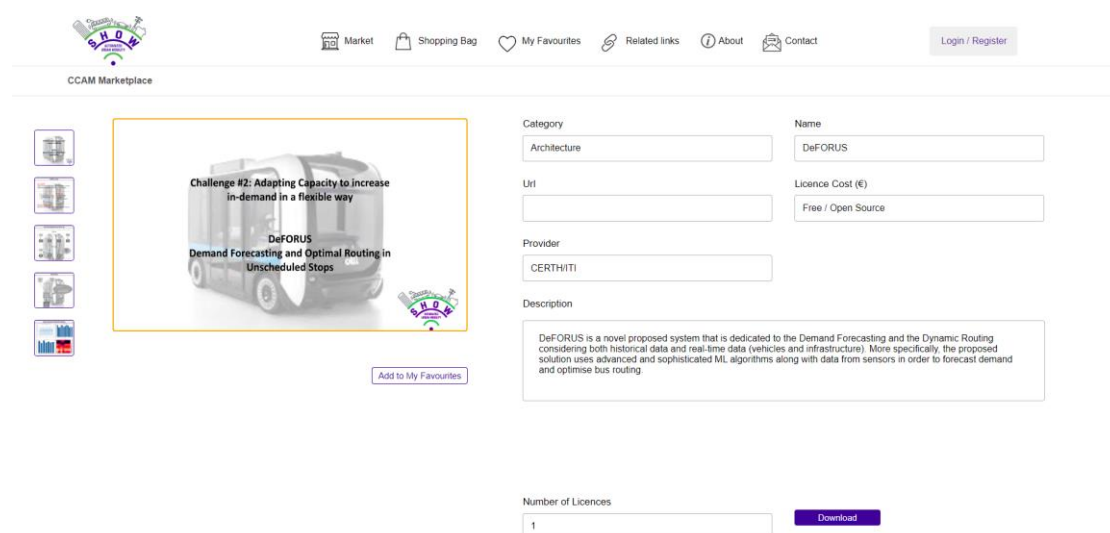 SHOW
Market
Shopping Bag
My Favourites
Related links
About
Contact
Login / Register
CCAM Marketplace
Challenge #2: Adapting Capacity to increase
in-demand in a flexible way
DeFORUS
Demand Forecasting and Optimal Routing in
Unscheduled Stops
SHOW
Add to My Favourites
Category
Name
Architecture
DeFORUS
Url
Licence Cost (€)
Free / Open Source
Provider
CERTH/ITI
Description
DeFORUS is a novel proposed system that is dedicated to the Demand Forecasting and the Dynamic Routing
considering both historical data and real-time data (vehicles and infrastructure). More specifically, the proposed
solution uses advanced and sophisticated ML algorithms along with data from sensors in order to forecast demand
and optimise bus routing.
Number of Licences
1
Download